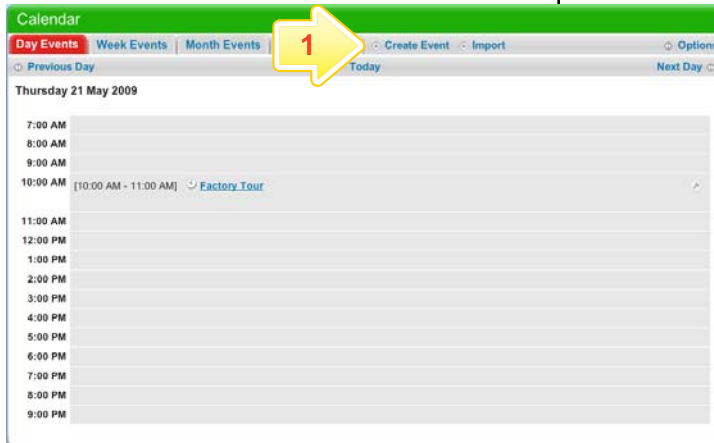 Calendar
Day Events Week Events Month Events 1 Create Event Import Options
Previous Day Today Next Day
Thursday 21 May 2009
7:00 AM
8:00 AM
9:00 AM
10:00 AM [10:00 AM - 11:00 AM] Factory Tour
11:00 AM
12:00 PM
1:00 PM
2:00 PM
3:00 PM
4:00 PM
5:00 PM
6:00 PM
7:00 PM
8:00 PM
9:00 PM